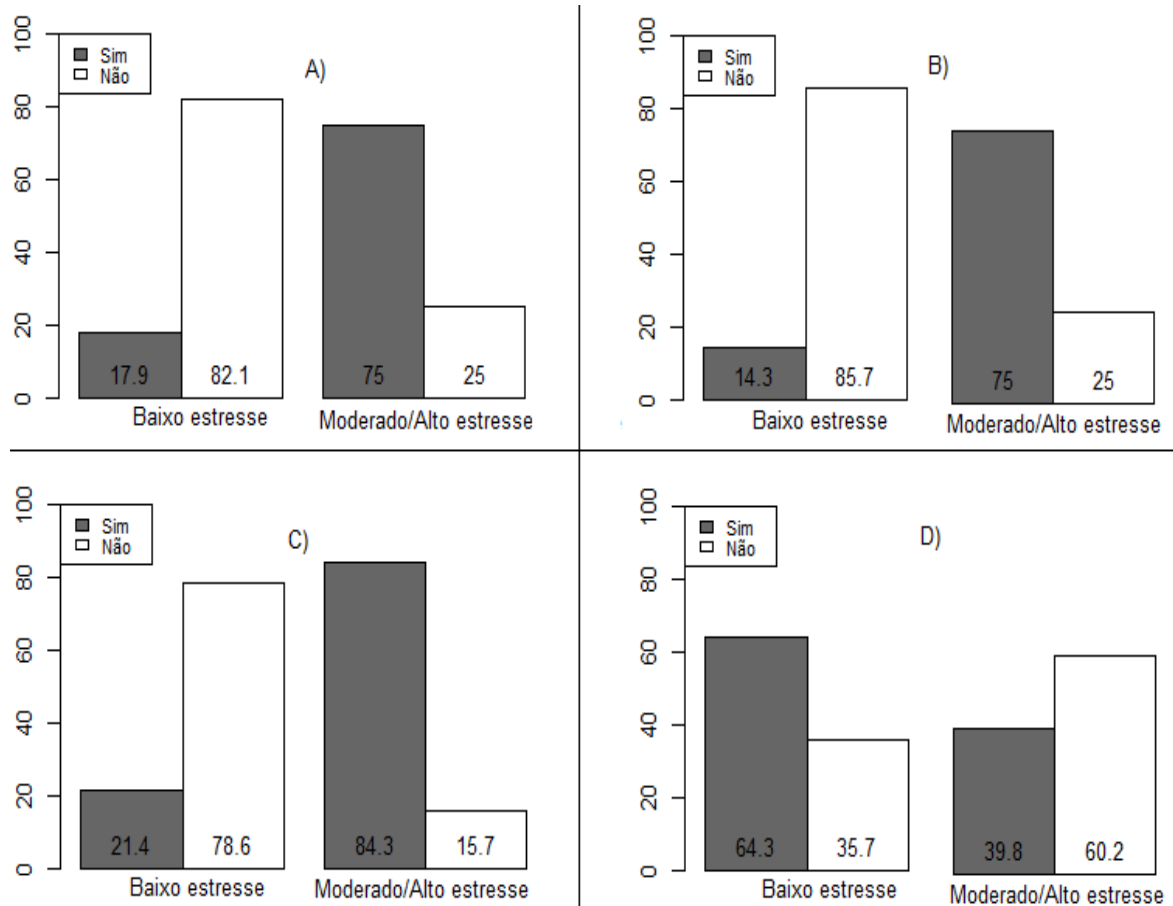 A)
Sim
Não
100
80
60
40
20
0
17.9 82.1 75 25
Baixo estresse Moderado/Alto estresse
B)
Sim
Não
100
80
60
40
20
0
14.3 85.7 75 25
Baixo estresse Moderado/Alto estresse
C)
Sim
Não
100
80
60
40
20
0
21.4 78.6 84.3 15.7
Baixo estresse Moderado/Alto estresse
D)
Sim
Não
100
80
60
40
20
0
64.3 35.7 39.8 60.2
Baixo estresse Moderado/Alto estresse